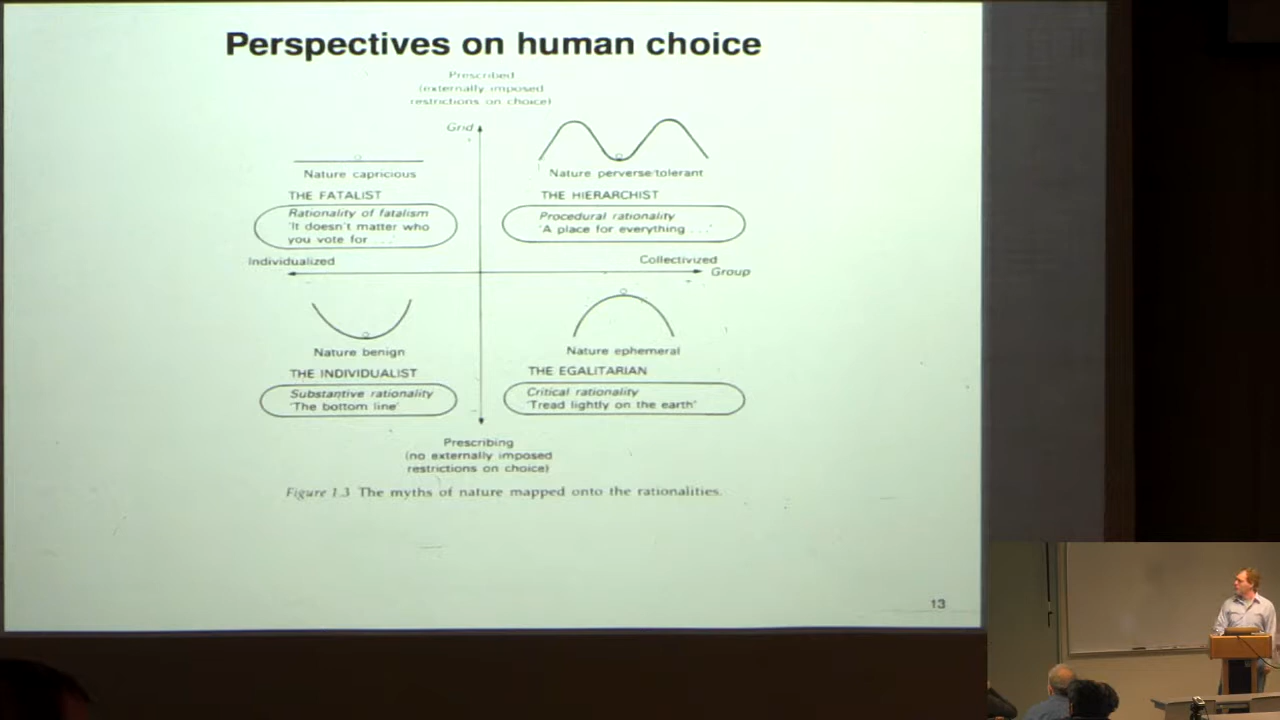 Perspectives on human choice
Prescribed
(externally imposed
restrictions on choice)
Grid
Nature capricious
THE FATALIST
Rationality of fatalism
'It doesn't matter who
you vote for . . .'
Nature perverse/tolerant
THE HIERARCHIST
Procedural rationality
'A place for everything . . .'
Individualized
Collectivized
Group
Nature benign
THE INDIVIDUALIST
Substantive rationality
'The bottom line'
Nature ephemeral
THE EGALITARIAN
Critical rationality
'Tread lightly on the earth'
Prescribing
(no externally imposed
restrictions on choice)
Figure 1.3 The myths of nature mapped onto the rationalities.
13